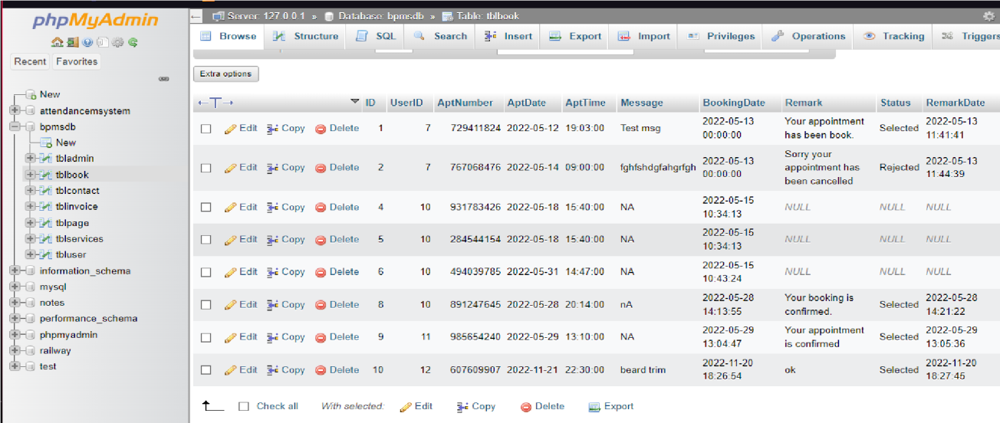 phpMyAdmin
Recent Favorites
New
attendancemsystem
bpmsdb
New
tbladmin
tblbook
tblcontact
tblinvoice
tblpage
tblservices
tbluser
information_schema
mysql
notes
performance_schema
phpmyadmin
railway
test
Server: 127.0.0.1 » Database: bpmsdb » Table: tblbook
Browse Structure SQL Search Insert Export Import Privileges Operations Tracking Triggers
Extra options
←T→ ID UserID AptNumber AptDate AptTime Message BookingDate Remark Status RemarkDate
Edit Copy Delete 1 7 729411824 2022-05-12 19:03:00 Test msg 2022-05-13 00:00:00 Your appointment has been book. Selected 2022-05-13 11:41:41
Edit Copy Delete 2 7 767068476 2022-05-14 09:00:00 fghfshdgfahgrfgh 2022-05-13 00:00:00 Sorry your appointment has been cancelled Rejected 2022-05-13 11:44:39
Edit Copy Delete 4 10 931783426 2022-05-18 15:40:00 NA 2022-05-15 10:34:13 NULL NULL NULL
Edit Copy Delete 5 10 284544154 2022-05-18 15:40:00 NA 2022-05-15 10:34:13 NULL NULL NULL
Edit Copy Delete 6 10 494039785 2022-05-31 14:47:00 NA 2022-05-15 10:43:24 NULL NULL NULL
Edit Copy Delete 8 10 891247645 2022-05-28 20:14:00 nA 2022-05-28 14:13:55 Your booking is confirmed. Selected 2022-05-28 14:21:22
Edit Copy Delete 9 11 985654240 2022-05-29 13:10:00 NA 2022-05-29 13:04:47 Your appointment is confirmed Selected 2022-05-29 13:05:36
Edit Copy Delete 10 12 607609907 2022-11-21 22:30:00 beard trim 2022-11-20 18:26:54 ok Selected 2022-11-20 18:27:45
Check all With selected: Edit Copy Delete Export